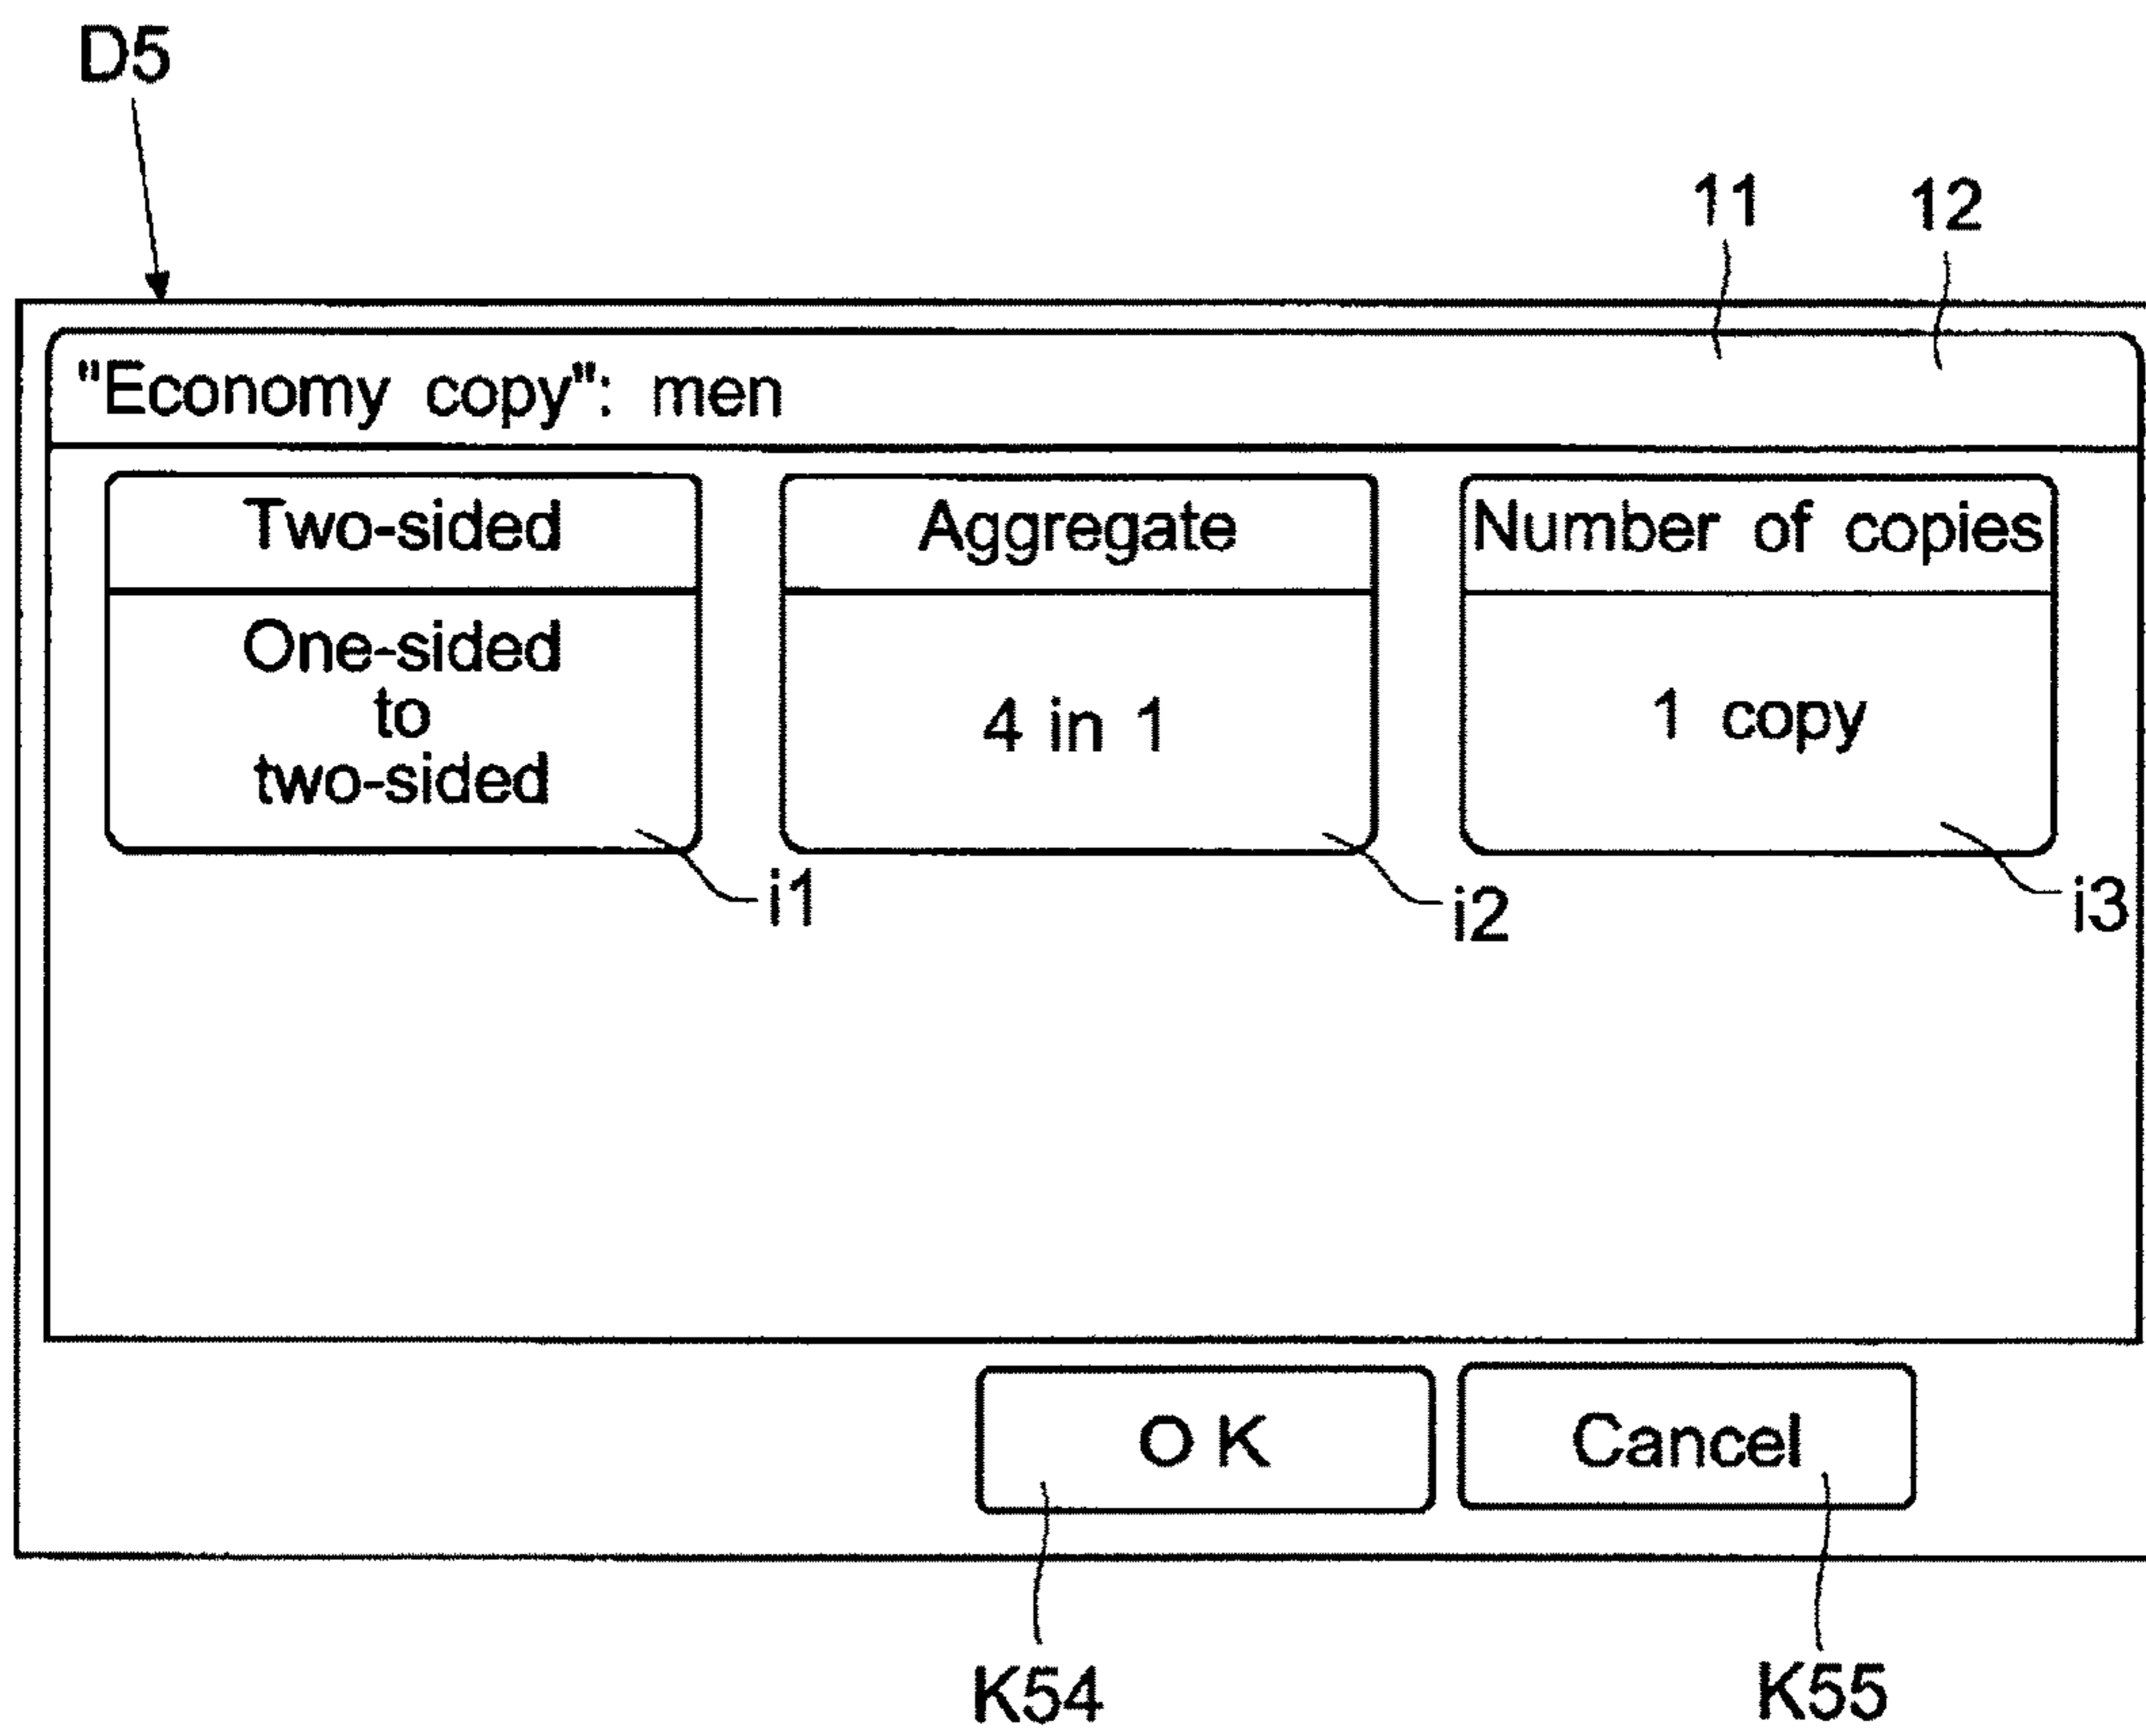 D5
11 12
"Economy copy": men
Two-sided
One-sided
to
two-sided
i1
Aggregate
4 in 1
i2
Number of copies
1 copy
i3
O K
Cancel
K54
K55